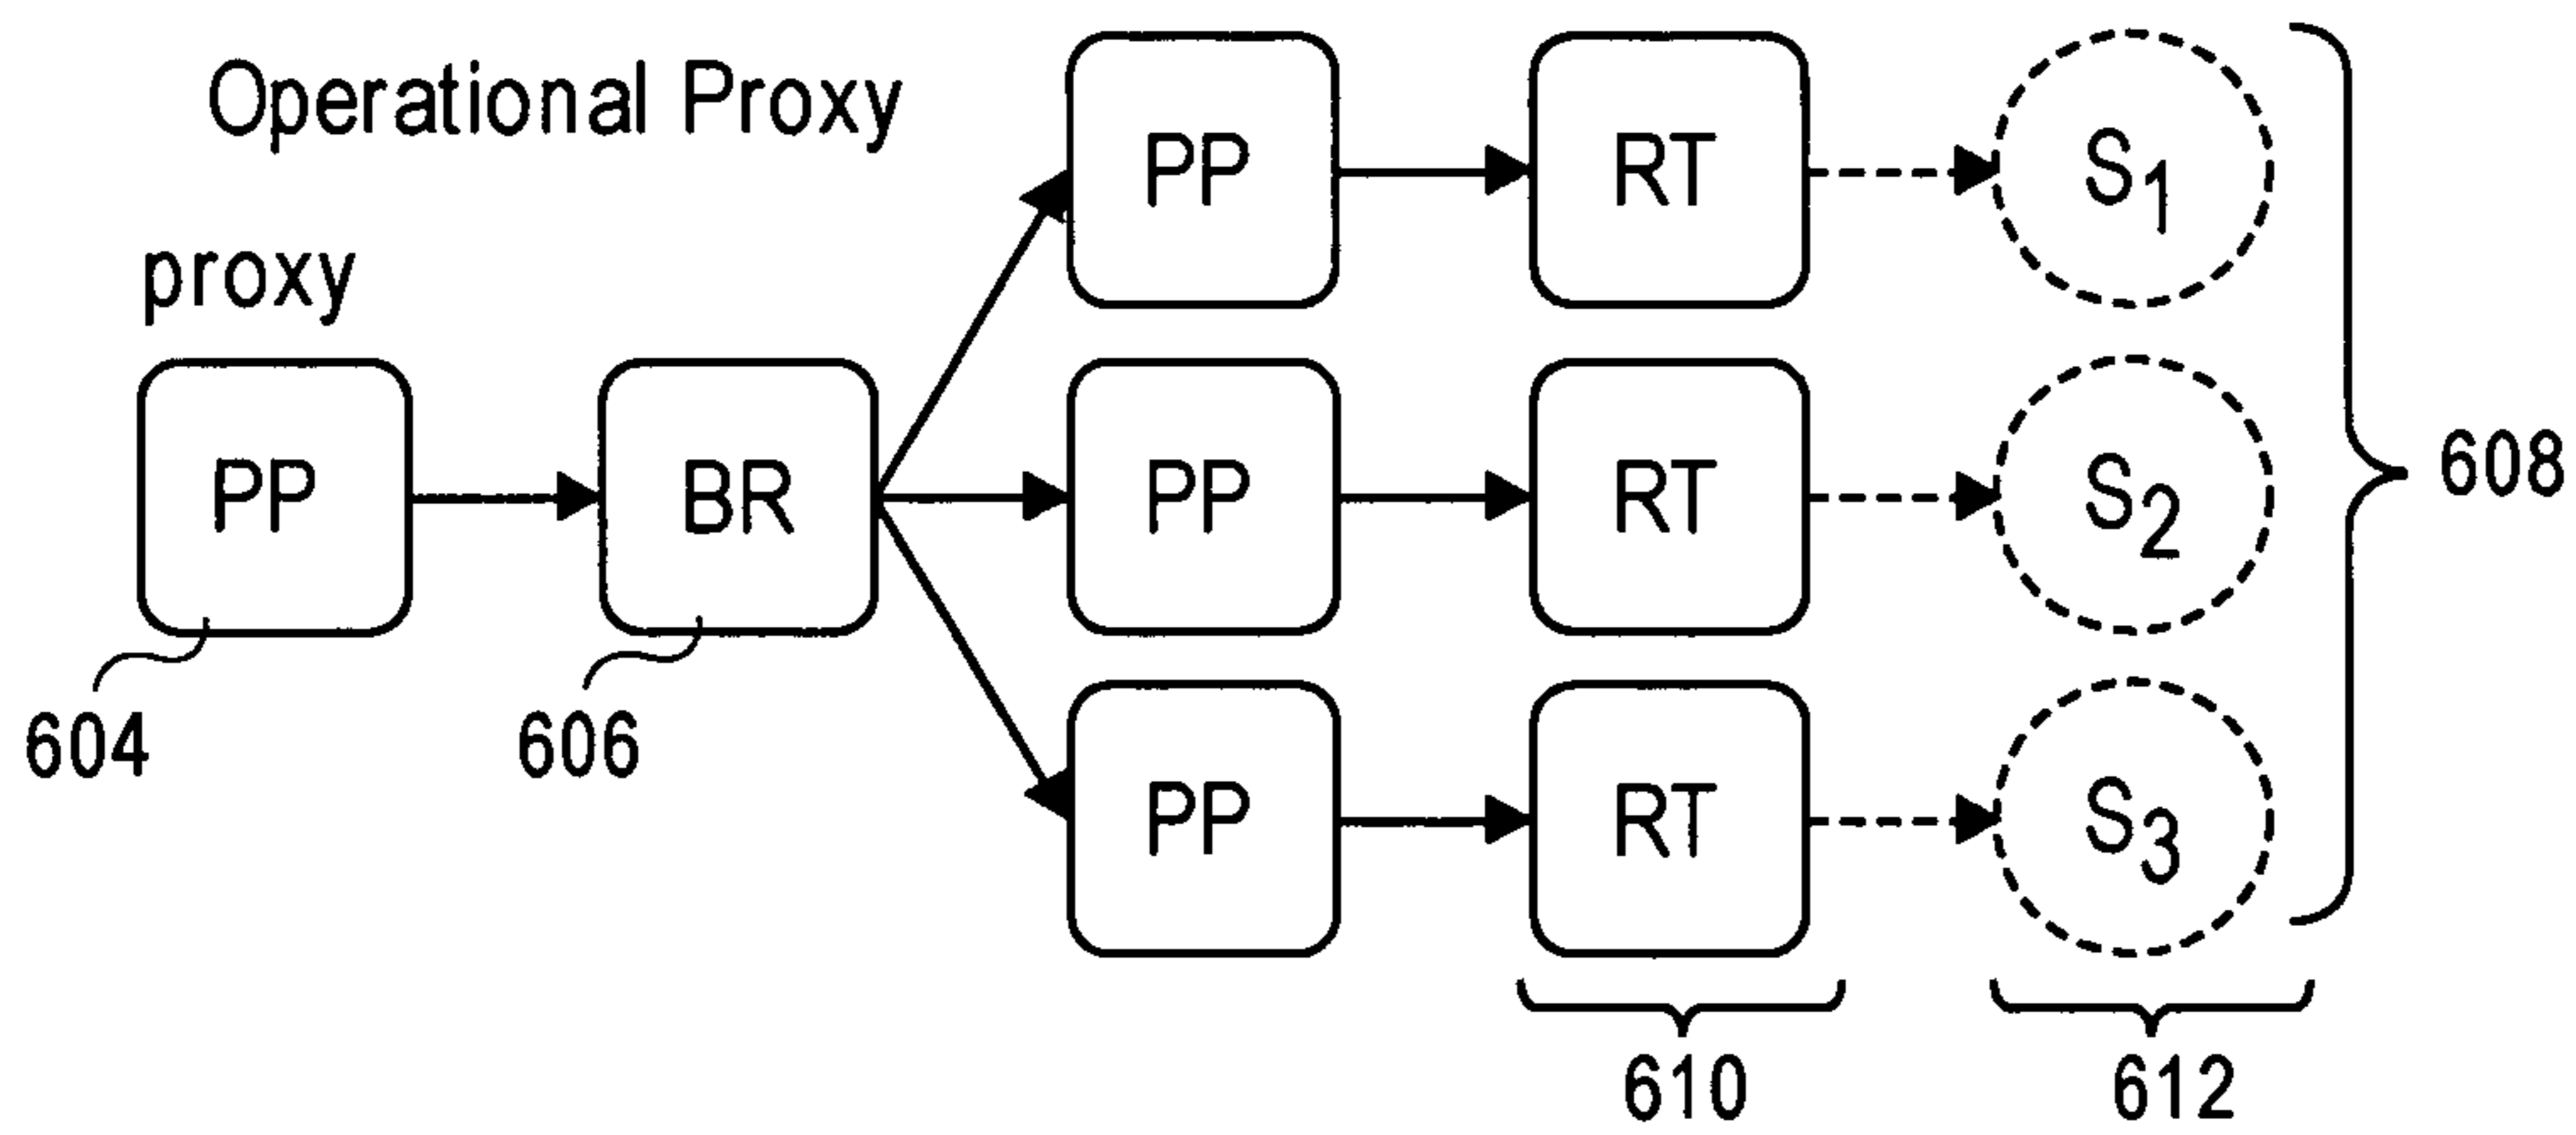 Operational Proxy
proxy
PP
RT
S1
PP
BR
PP
RT
S2
608
604
606
PP
RT
S3
610
612